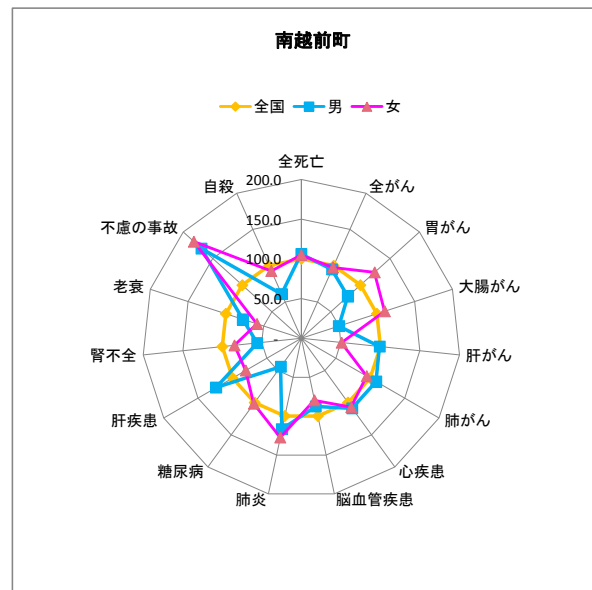 南越前町
全国 男 女
全死亡
全がん
胃がん
大腸がん
肝がん
肺がん
心疾患
脳血管疾患
肺炎
糖尿病
肝疾患
腎不全
老衰
不慮の事故
自殺
200.0
150.0
100.0
50.0
-